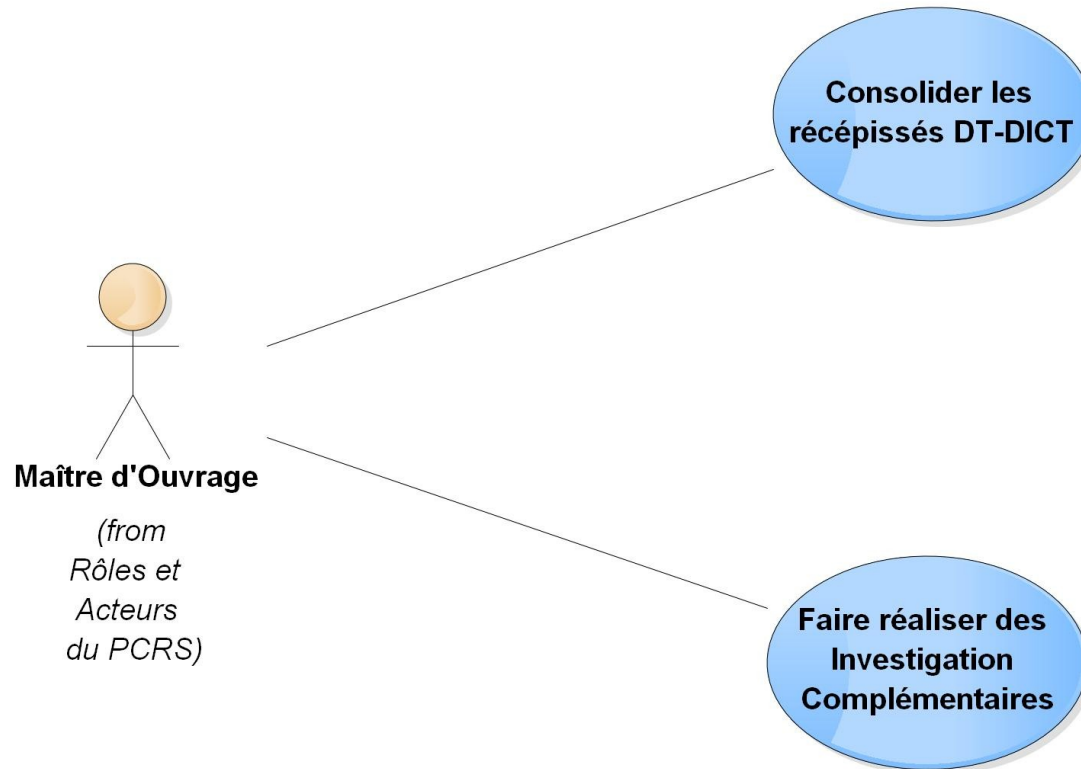 Consolider les
récépissés DT-DICT
Maître d'Ouvrage
(from
Rôles et
Acteurs
du PCRS)
Faire réaliser des
Investigation
Complémentaires